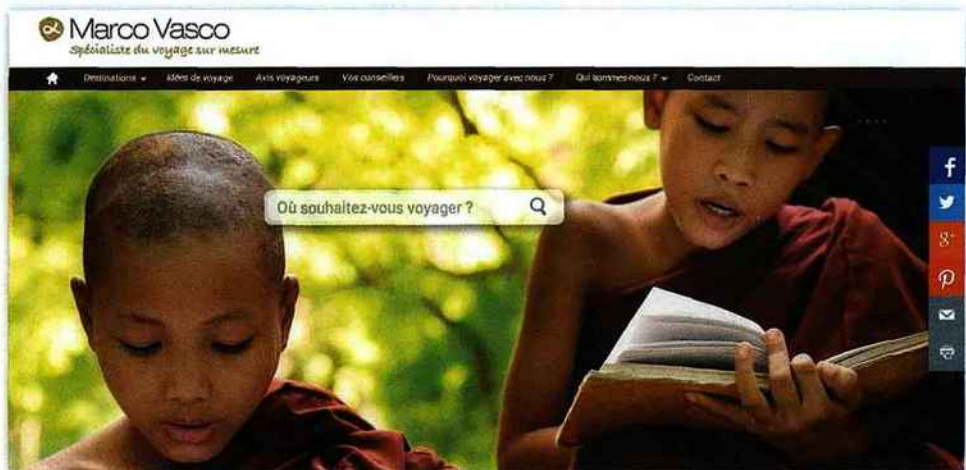 Marco Vasco
Spécialiste du voyage sur mesure
Destinations Idées de voyage Avis voyageurs Vos conseillers Pourquoi voyager avec nous ? Qui sommes-nous ? Contact
Où souhaitez-vous voyager ?
f
g+